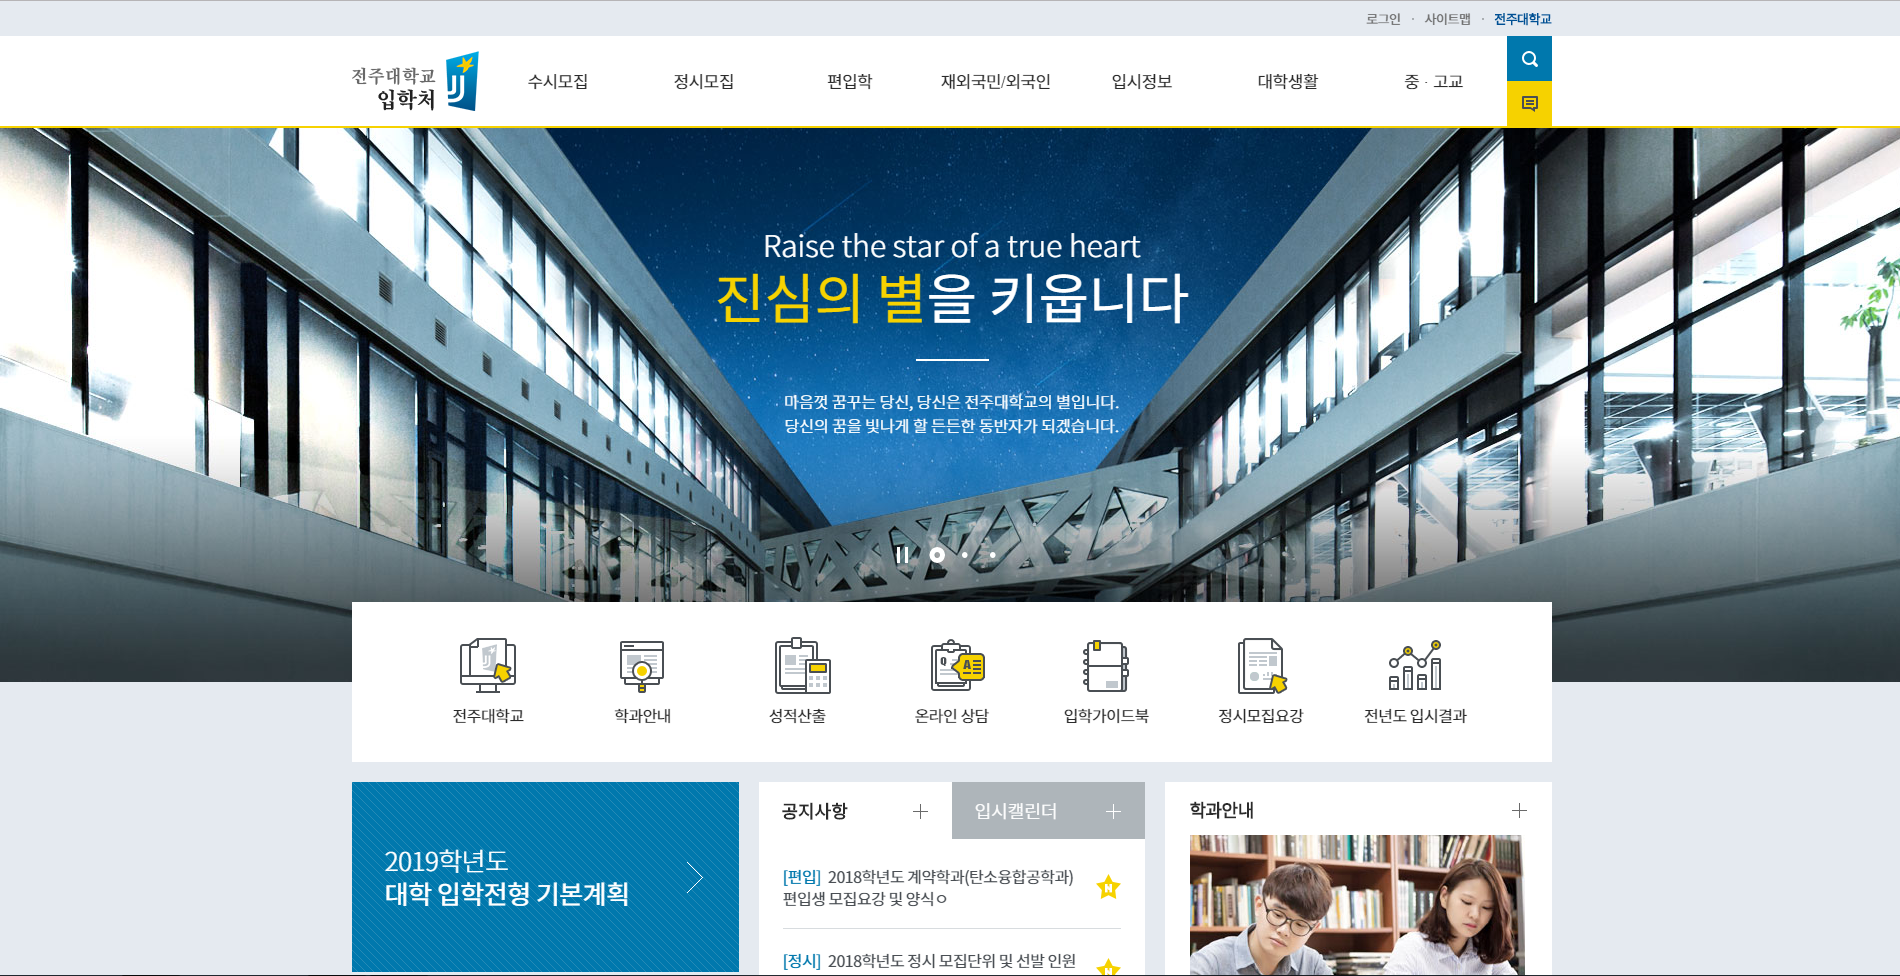 로그인 · 사이트맵 · 전주대학교
전주대학교
입학처
수시모집 정시모집 편입학 재외국민/외국인 입시정보 대학생활 중 · 고교
Raise the star of a true heart
진심의 별을 키웁니다
마음껏 꿈꾸는 당신, 당신은 전주대학교의 별입니다.
당신의 꿈을 빛나게 할 든든한 동반자가 되겠습니다.
전주대학교 학과안내 성적산출 온라인 상담 입학가이드북 정시모집요강 전년도 입시결과
2019학년도
대학 입학전형 기본계획
공지사항 입시캘린더
[편입] 2018학년도 계약학과(탄소융합공학과)
편입생 모집요강 및 양식ㅇ
N
[정시] 2018학년도 정시 모집단위 및 선발 인원
N
학과안내